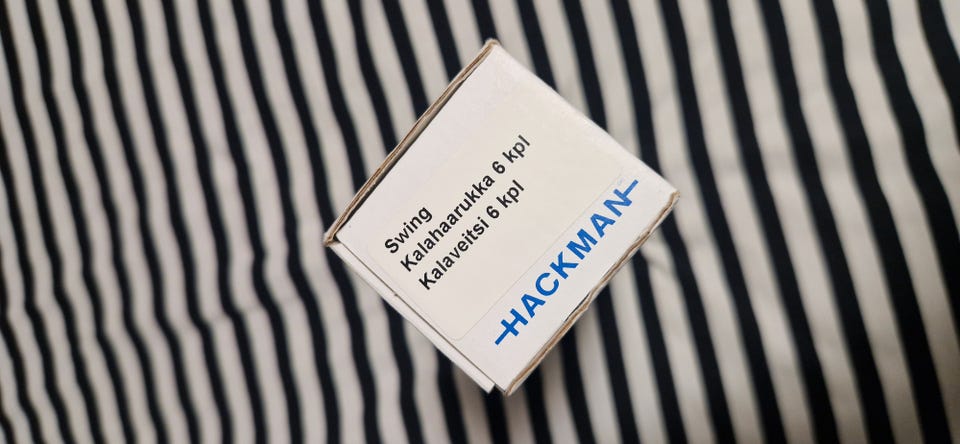 Swing
Kalahaarukka 6 kpl
Kalaveitsi 6 kpl
HACKMAN